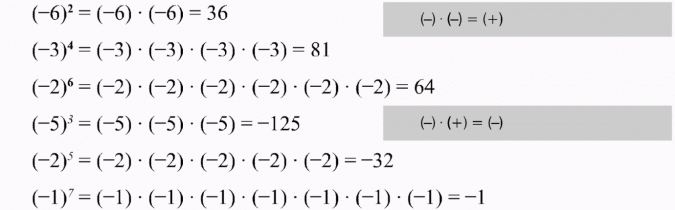 (−6)² = (−6) · (−6) = 36
(–) · (–) = (+)
(−3)⁴ = (−3) · (−3) · (−3) · (−3) = 81
(−2)⁶ = (−2) · (−2) · (−2) · (−2) · (−2) · (−2) = 64
(−5)³ = (−5) · (−5) · (−5) = −125
(–) · (+) = (–)
(−2)⁵ = (−2) · (−2) · (−2) · (−2) · (−2) = −32
(−1)⁷ = (−1) · (−1) · (−1) · (−1) · (−1) · (−1) · (−1) = −1